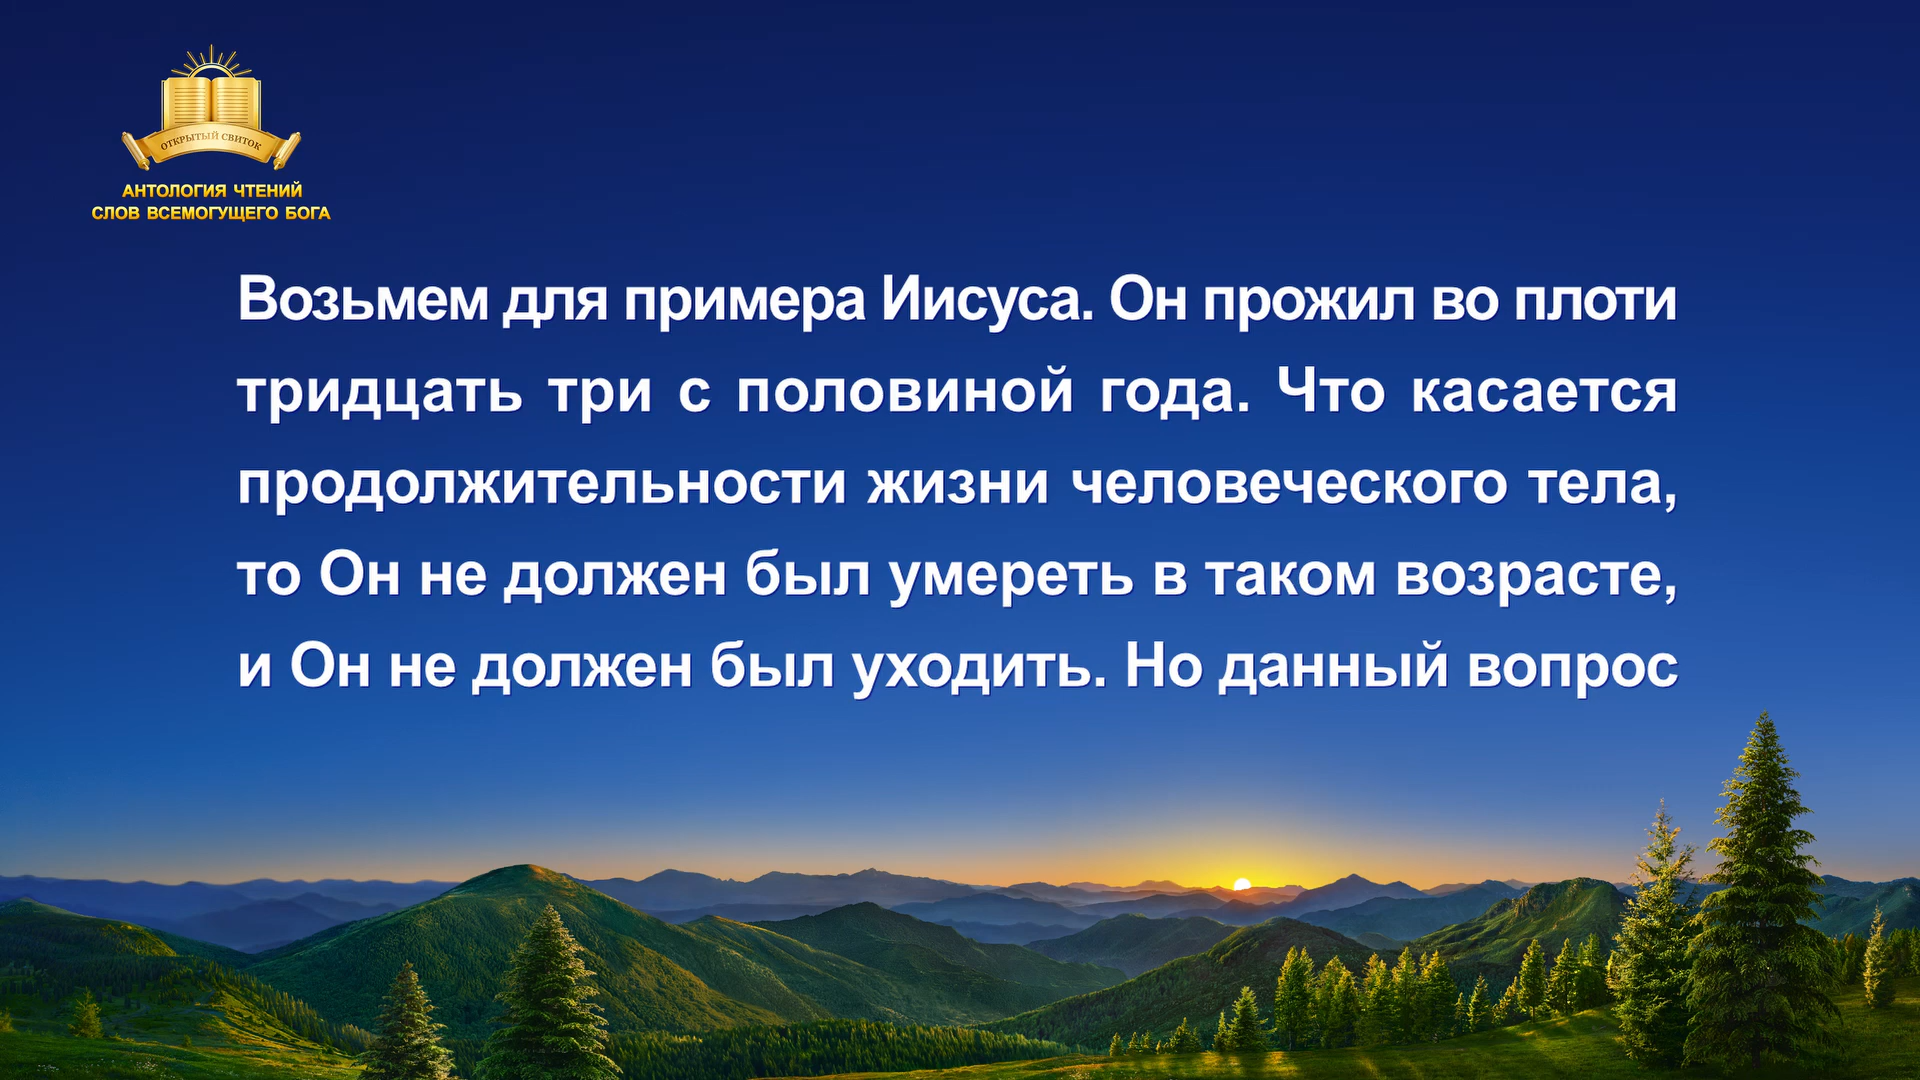 ОТКРЫТЫЙ СВИТОК
АНТОЛОГИЯ ЧТЕНИЙ
СЛОВ ВСЕМОГУЩЕГО БОГА
Возьмем для примера Иисуса. Он прожил во плоти
тридцать три с половиной года. Что касается
продолжительности жизни человеческого тела,
то Он не должен был умереть в таком возрасте,
и Он не должен был уходить. Но данный вопрос